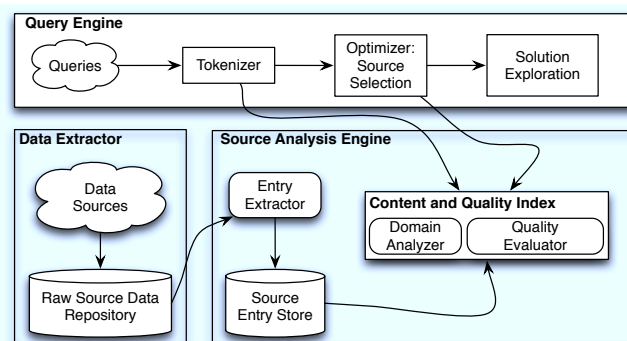 Query Engine
Queries
Tokenizer
Optimizer:
Source
Selection
Solution
Exploration
Data Extractor
Data
Sources
Raw Source Data
Repository
Source Analysis Engine
Entry
Extractor
Source
Entry Store
Content and Quality Index
Domain
Analyzer
Quality
Evaluator